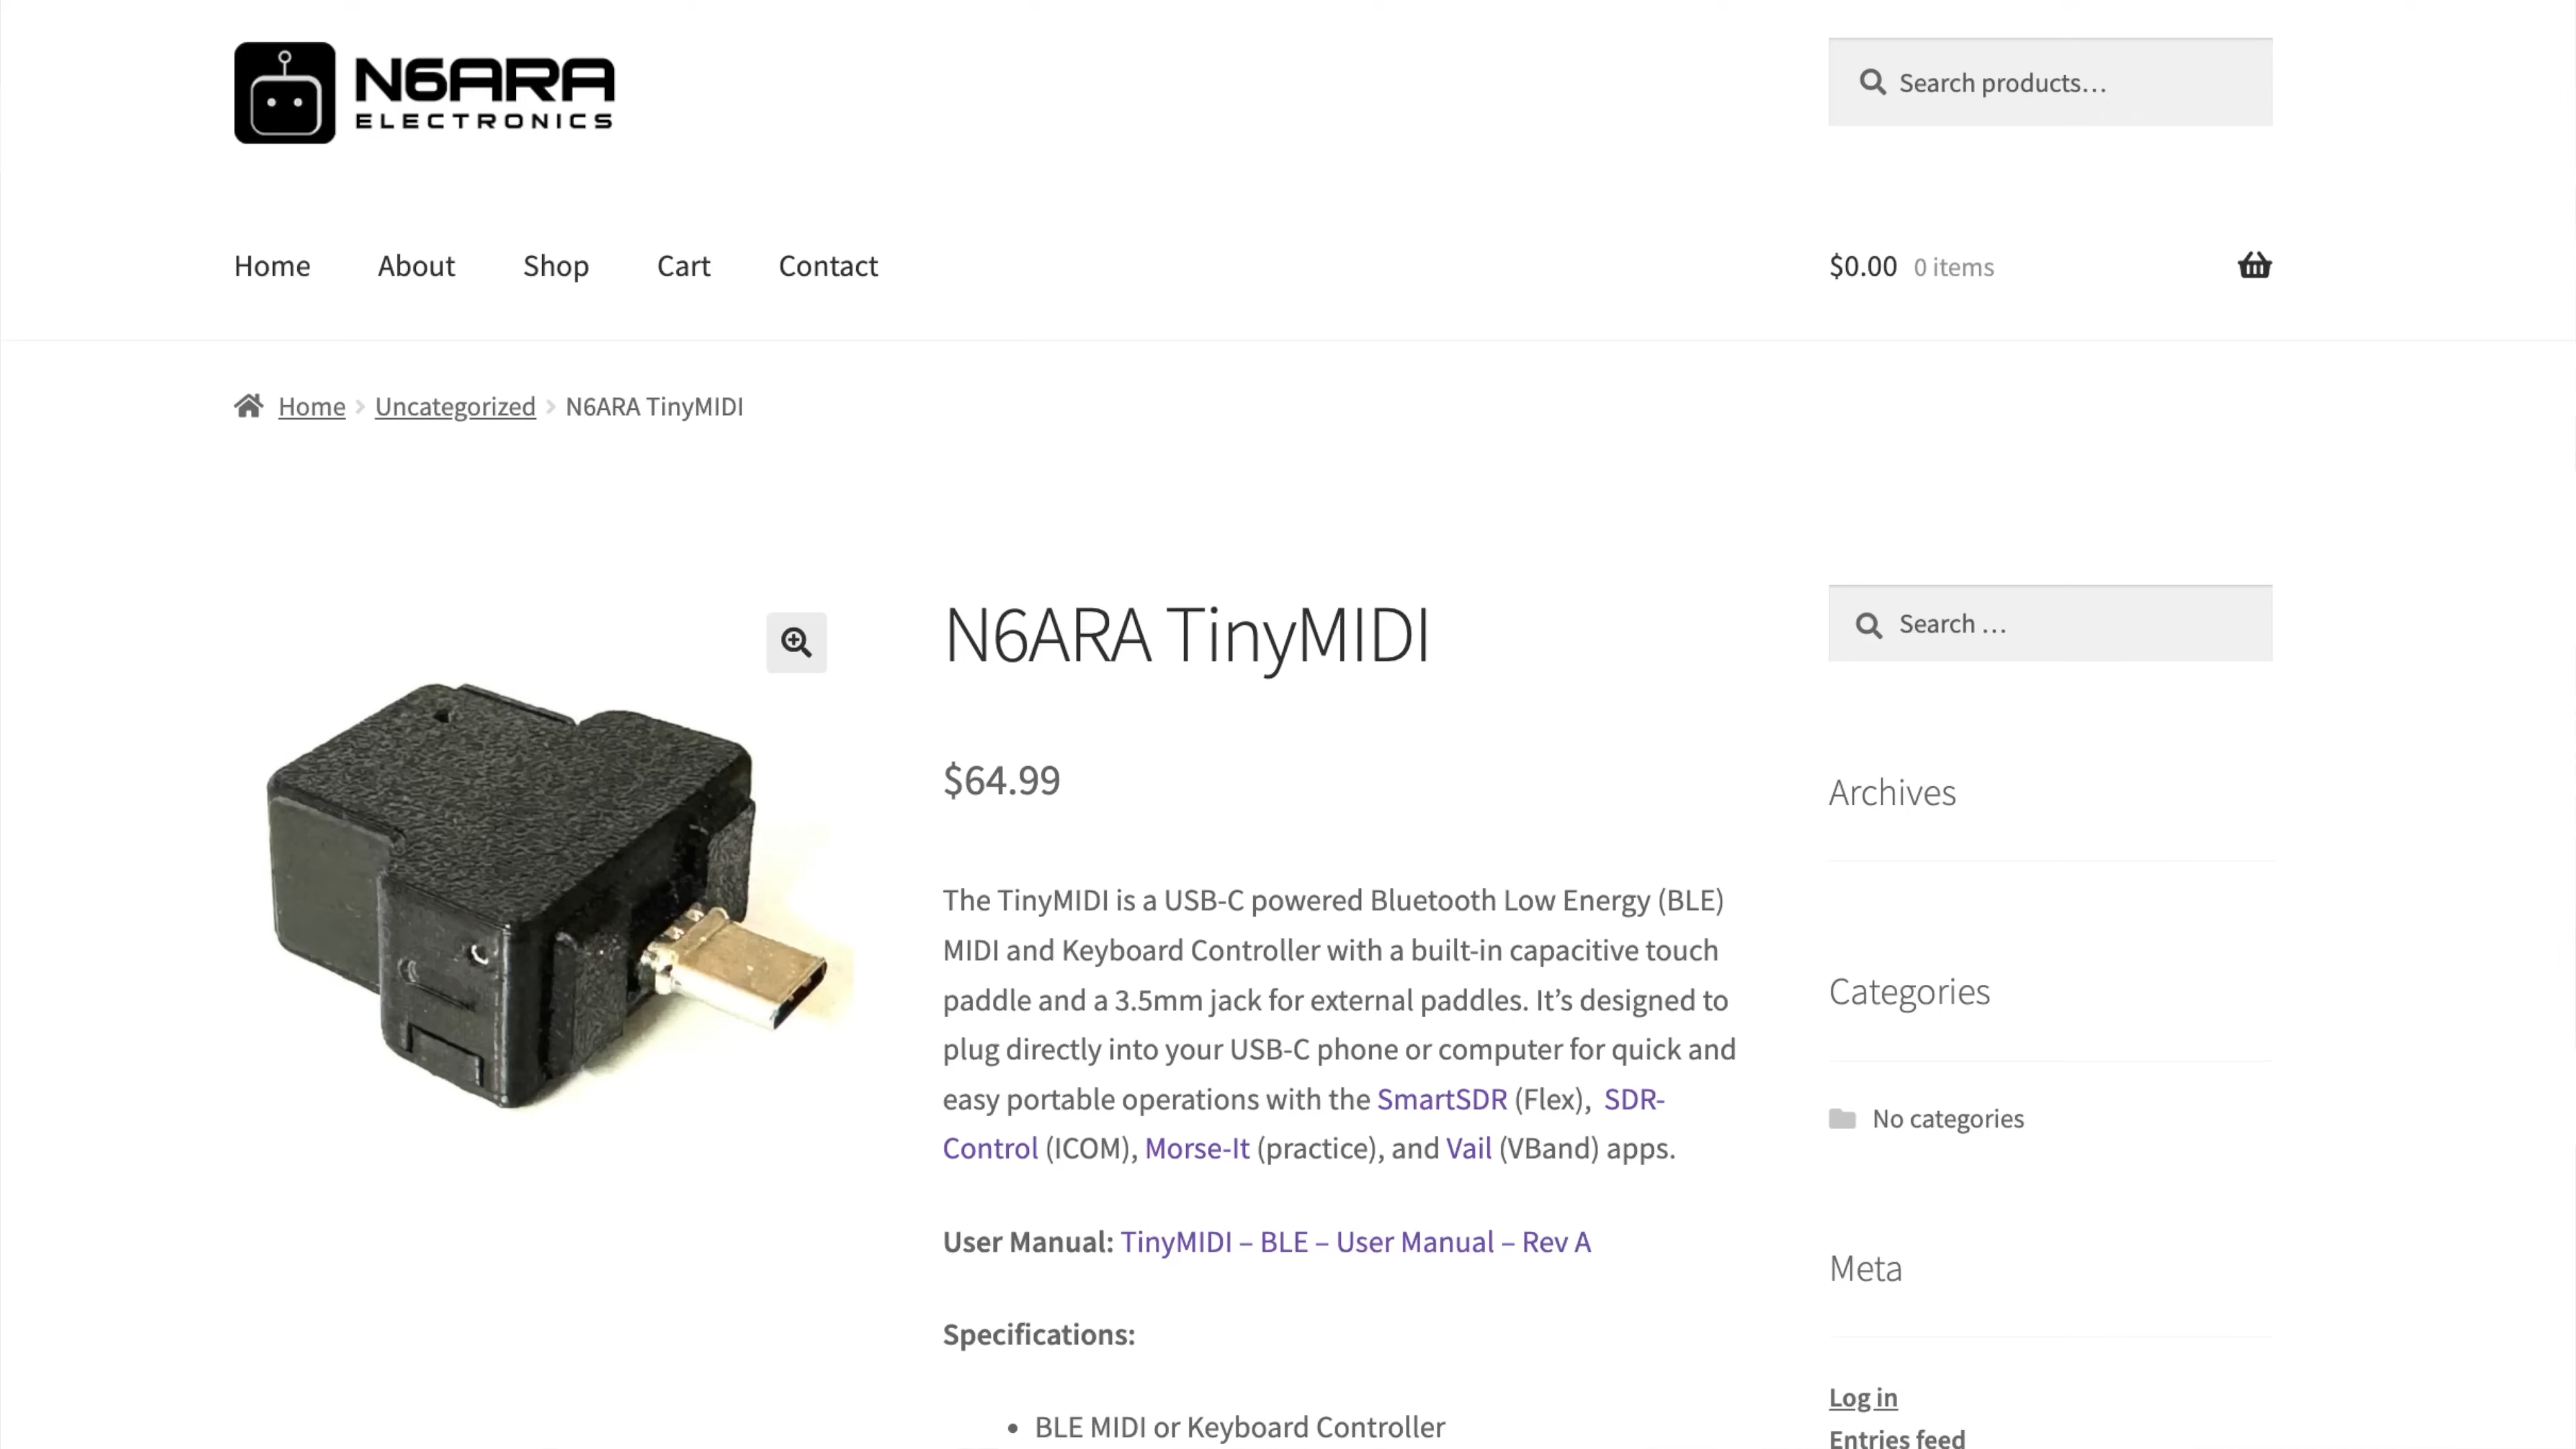 N6ARA
ELECTRONICS
Search products…
Home
About
Shop
Cart
Contact
$0.00 0 items
Home
Uncategorized
N6ARA TinyMIDI
N6ARA TinyMIDI
$64.99
The TinyMIDI is a USB-C powered Bluetooth Low Energy (BLE)
MIDI and Keyboard Controller with a built-in capacitive touch
paddle and a 3.5mm jack for external paddles. It’s designed to
plug directly into your USB-C phone or computer for quick and
easy portable operations with the SmartSDR (Flex), SDR-
Control (ICOM), Morse-It (practice), and Vail (VBand) apps.
User Manual: TinyMIDI – BLE – User Manual – Rev A
Specifications:
• BLE MIDI or Keyboard Controller
Search …
Archives
Categories
No categories
Meta
Log in
Entries feed